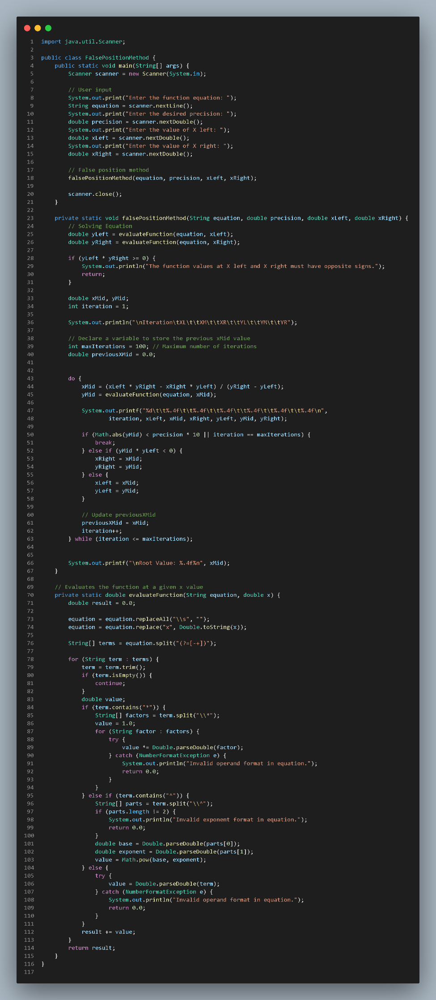 1 import java.util.Scanner;
2
3 public class FalsePositionMethod {
4     public static void main(String[] args) {
5         Scanner scanner = new Scanner(System.in);
6
7         // User input
8         System.out.print("Enter the function equation: ");
9         String equation = scanner.nextLine();
10         System.out.print("Enter the desired precision: ");
11         double precision = scanner.nextDouble();
12         System.out.print("Enter the value of X left: ");
13         double xLeft = scanner.nextDouble();
14         System.out.print("Enter the value of X right: ");
15         double xRight = scanner.nextDouble();
16
17         // False position method
18         falsePositionMethod(equation, precision, xLeft, xRight);
19
20         scanner.close();
21     }
22
23     private static void falsePositionMethod(String equation, double precision, double xLeft, double xRight) {
24         // Solving Equation
25         double yLeft = evaluateFunction(equation, xLeft);
26         double yRight = evaluateFunction(equation, xRight);
27
28         if (yLeft * yRight >= 0) {
29             System.out.println("The function values at X left and X right must have opposite signs.");
30             return;
31         }
32
33         double xMid, yMid;
34         int iteration = 1;
35
36         System.out.println("\nIteration\tXL\t\tXM\t\tXR\t\tYL\t\tYM\t\tYR");
37
38         // Declare a variable to store the previous xMid value
39         int maxIterations = 100; // Maximum number of iterations
40         double previousXMid = 0.0;
41
42
43         do {
44             xMid = (xLeft * yRight - xRight * yLeft) / (yRight - yLeft);
45             yMid = evaluateFunction(equation, xMid);
46
47             System.out.printf("%d\t\t%.4f\t\t%.4f\t\t%.4f\t\t%.4f\t\t%.4f\t\t%.4f\n",
48                     iteration, xLeft, xMid, xRight, yLeft, yMid, yRight);
49
50             if (Math.abs(yMid) < precision * 10 || iteration == maxIterations) {
51                 break;
52             } else if (yMid * yLeft < 0) {
53                 xRight = xMid;
54                 yRight = yMid;
55             } else {
56                 xLeft = xMid;
57                 yLeft = yMid;
58             }
59
60             // Update previousXMid
61             previousXMid = xMid;
62             iteration++;
63         } while (iteration <= maxIterations);
64
65
66         System.out.printf("\nRoot Value: %.4f%n", xMid);
67     }
68
69     // Evaluates the function at a given x value
70     private static double evaluateFunction(String equation, double x) {
71         double result = 0.0;
72
73         equation = equation.replaceAll("\\s", "");
74         equation = equation.replace("x", Double.toString(x));
75
76         String[] terms = equation.split("(?=[-+])");
77
78         for (String term : terms) {
79             term = term.trim();
80             if (term.isEmpty()) {
81                 continue;
82             }
83             double value;
84             if (term.contains("*")) {
85                 String[] factors = term.split("\\*");
86                 value = 1.0;
87                 for (String factor : factors) {
88                     try {
89                         value *= Double.parseDouble(factor);
90                     } catch (NumberFormatException e) {
91                         System.out.println("Invalid operand format in equation.");
92                         return 0.0;
93                     }
94                 }
95             } else if (term.contains("^")) {
96                 String[] parts = term.split("\\^");
97                 if (parts.length != 2) {
98                     System.out.println("Invalid exponent format in equation.");
99                     return 0.0;
100                 }
101                 double base = Double.parseDouble(parts[0]);
102                 double exponent = Double.parseDouble(parts[1]);
103                 value = Math.pow(base, exponent);
104             } else {
105                 try {
106                     value = Double.parseDouble(term);
107                 } catch (NumberFormatException e) {
108                     System.out.println("Invalid operand format in equation.");
109                     return 0.0;
110                 }
111             }
112             result += value;
113         }
114         return result;
115     }
116 }
117